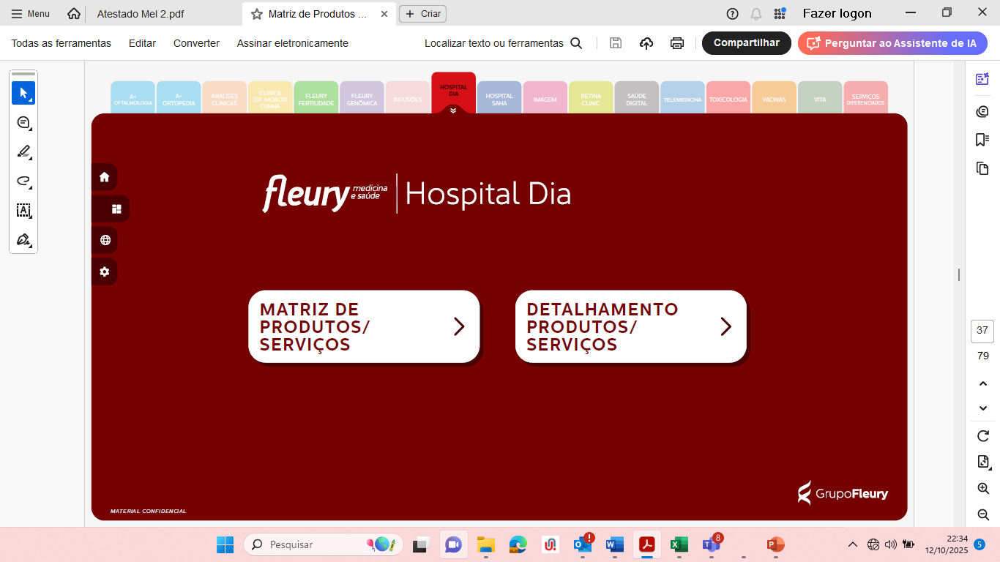 Menu
Atestado Mel 2.pdf
Matriz de Produtos ...
Criar
Fazer logon
Todas as ferramentas
Editar
Converter
Assinar eletronicamente
Localizar texto ou ferramentas
Compartilhar
Perguntar ao Assistente de IA
A+
OFTALMOLOGIA
A+
ORTOPEDIA
ANÁLISES
CLÍNICAS
CLÍNICA
DR. MOACIR
CUNHA
FLEURY
FERTILIDADE
FLEURY
GENÔMICA
INFUSÕES
HOSPITAL
DIA
HOSPITAL
SAHA
IMAGEM
RETINA
CLINIC
SAÚDE
DIGITAL
TELEMEDICINA
TOXICOLOGIA
VACINAS
VITA
SERVIÇOS
DIFERENCIADOS
fleury medicina
e saúde
Hospital Dia
MATRIZ DE
PRODUTOS/
SERVIÇOS
DETALHAMENTO
PRODUTOS/
SERVIÇOS
37
79
GrupoFleury
MATERIAL CONFIDENCIAL
Pesquisar
8
22:34
12/10/2025
5